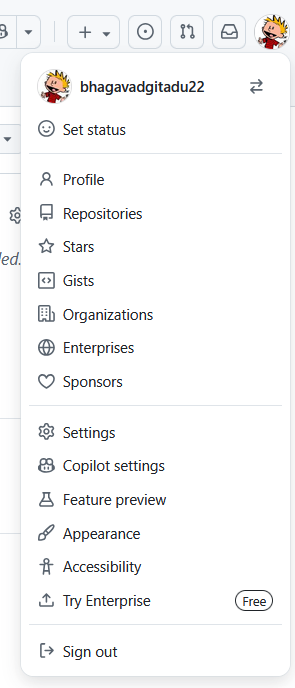 bhagavadgitadu22
Set status
Profile
Repositories
Stars
Gists
Organizations
Enterprises
Sponsors
Settings
Copilot settings
Feature preview
Appearance
Accessibility
Try Enterprise Free
Sign out